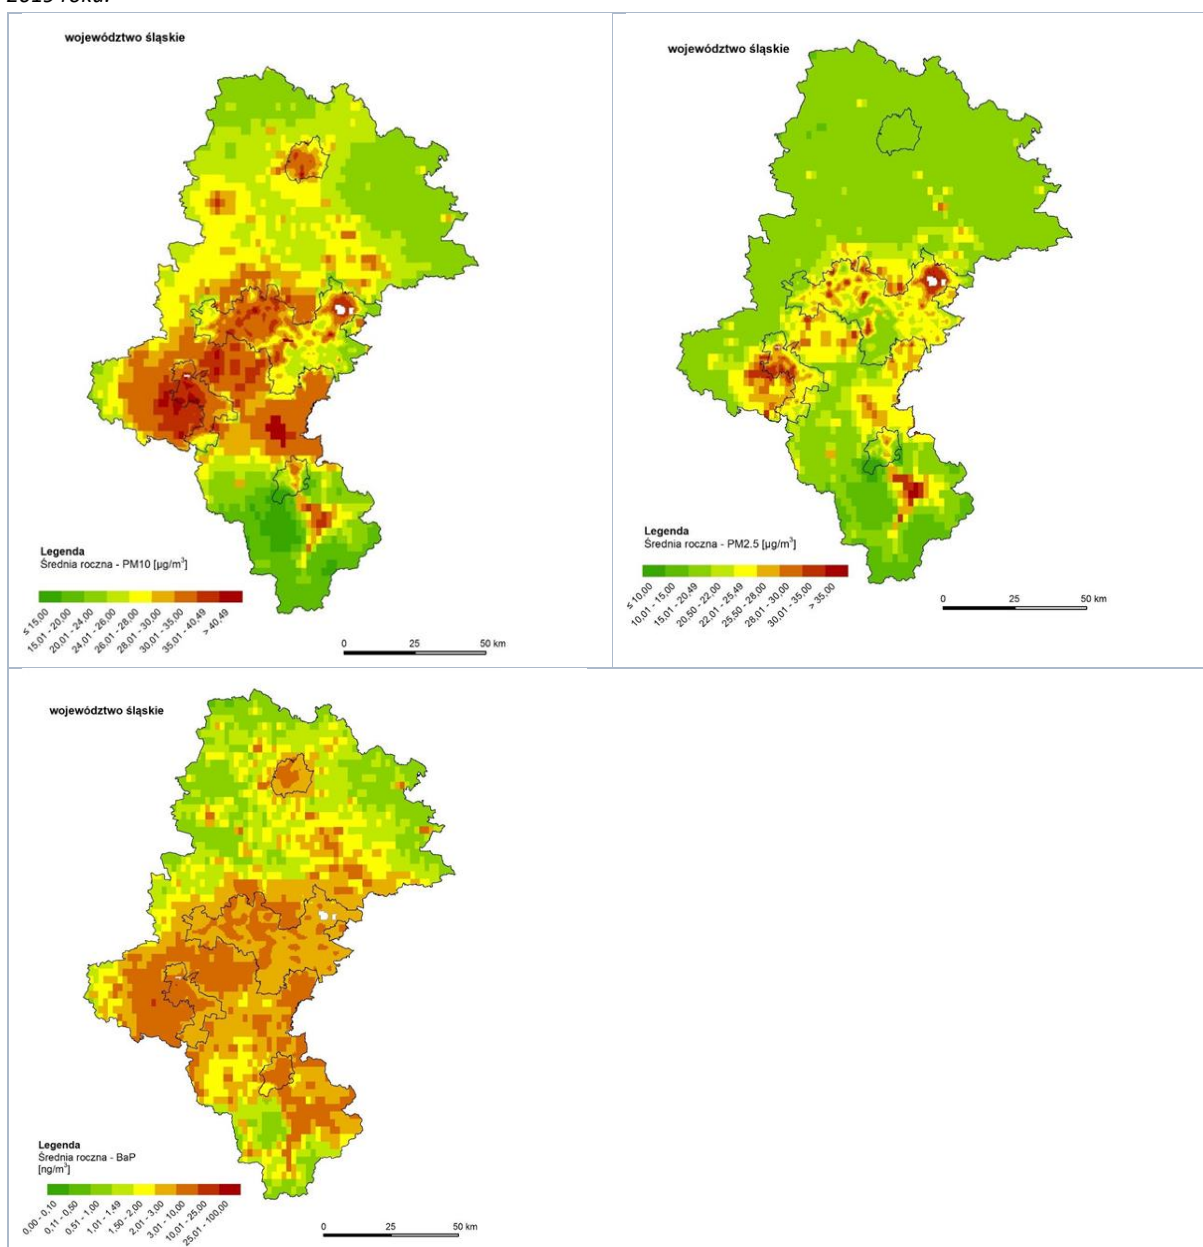 2019 roku.
województwo śląskie
Legenda
Średnia roczna - PM10 [µg/m³]
≤ 15,00
15,01 - 20,00
20,01 - 24,00
24,01 - 26,00
26,01 - 28,00
28,01 - 30,00
30,01 - 35,00
35,01 - 40,49
> 40,49
0 25 50 km
województwo śląskie
Legenda
Średnia roczna - PM2.5 [µg/m³]
≤ 10,00
10,01 - 15,00
15,01 - 20,49
20,50 - 22,00
22,01 - 25,49
25,50 - 28,00
28,01 - 30,00
30,01 - 35,00
> 35,00
0 25 50 km
województwo śląskie
Legenda
Średnia roczna - BaP
[ng/m³]
0,00 - 0,10
0,11 - 0,50
0,51 - 1,00
1,01 - 1,49
1,50 - 2,00
2,01 - 3,00
3,01 - 10,00
10,01 - 25,00
25,01 - 100,00
0 25 50 km